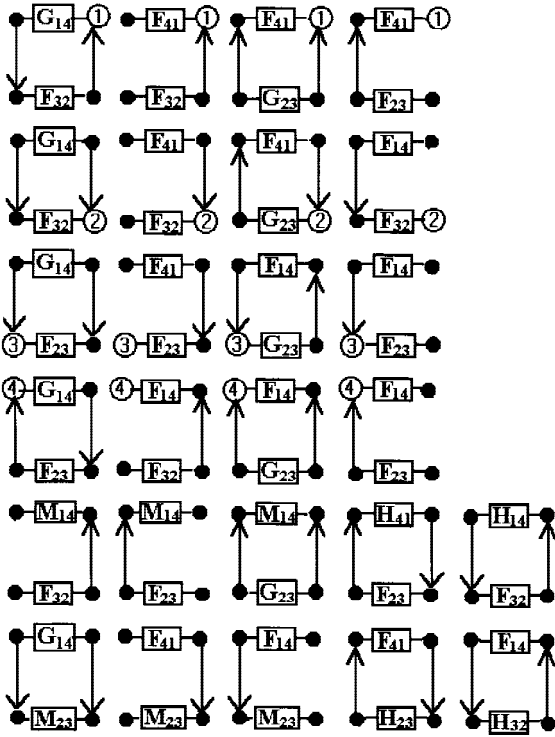 G14 1 F41 1 F41 1 F41 1
F32 F32 G23 F23
G14 F41 F41 F14
F32 2 F32 2 G23 2 F32 2
G14 F41 F14 F14
3 F23 3 F23 3 G23 3 F23
4 G14 4 F14 4 F14 4 F14
F23 F32 G23 F23
M14 M14 M14 H41 H14
F32 F23 G23 F23 F32
G14 F41 F14 F41 F14
M23 M23 M23 H23 H32